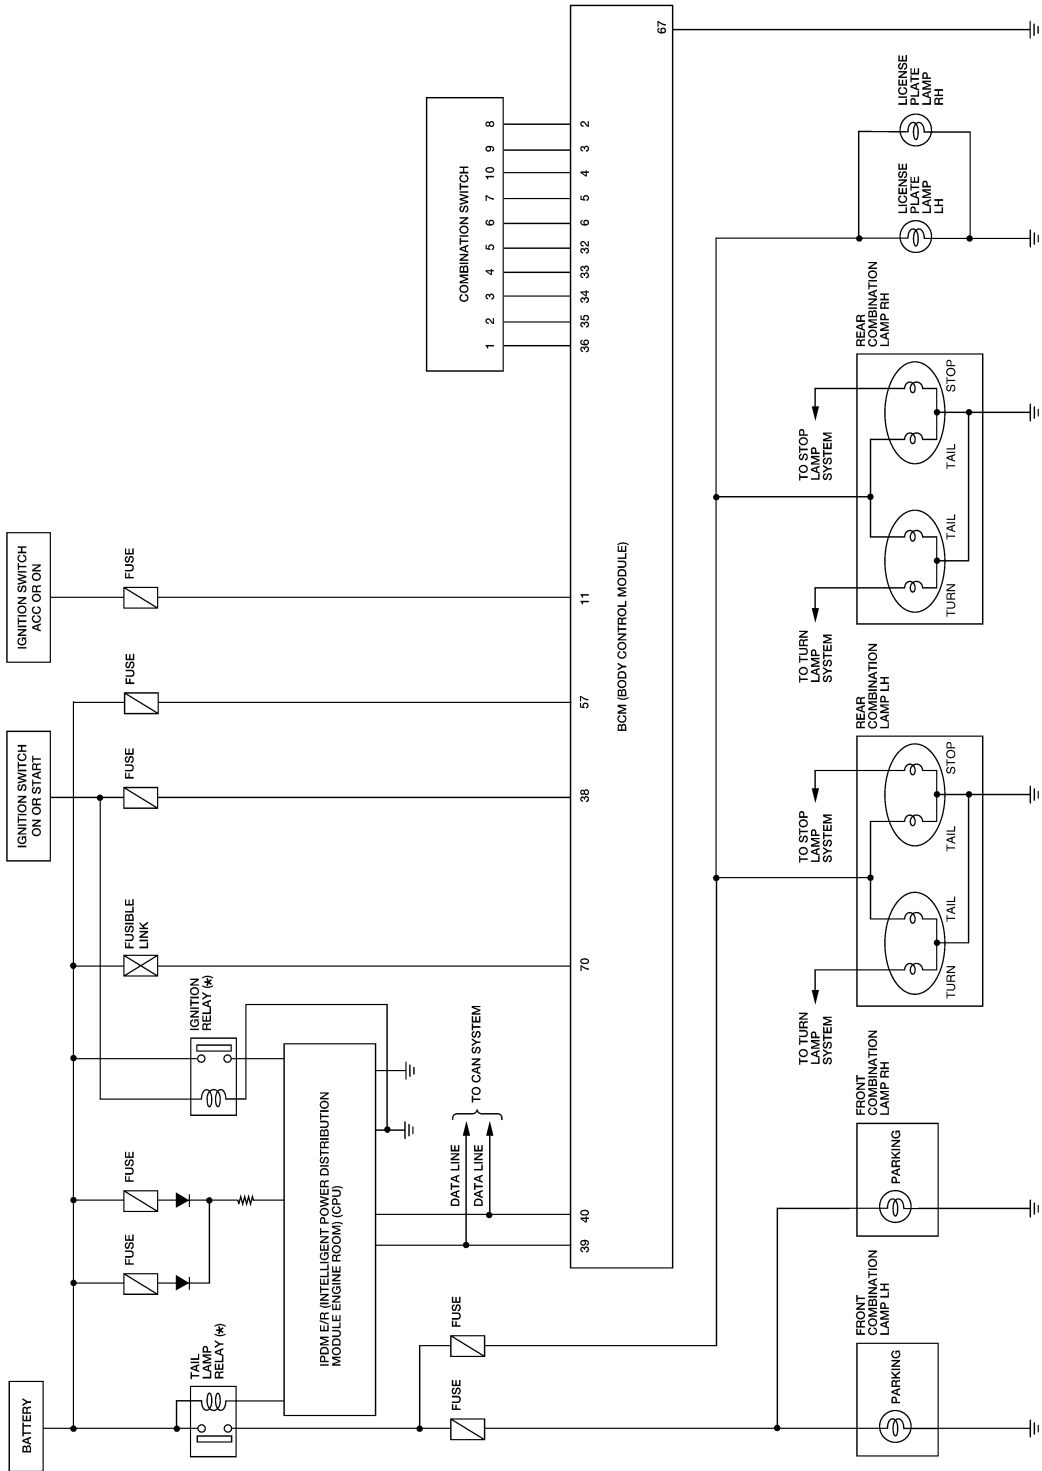 BATTERY
IGNITION SWITCH
ON OR START
IGNITION SWITCH
ACC OR ON
FUSE
FUSE
FUSIBLE
LINK
FUSE
FUSE
FUSE
TAIL
LAMP
RELAY (*)
IGNITION
RELAY (*)
IPDM E/R (INTELLIGENT POWER DISTRIBUTION
MODULE ENGINE ROOM) (CPU)
DATA LINE
DATA LINE
TO CAN SYSTEM
COMBINATION SWITCH
1 2 3 4 5 6 7 10 9 8
39 40 70 38 57 11 36 35 34 33 32 6 5 4 3 2
BCM (BODY CONTROL MODULE)
67
FUSE
FUSE
TO TURN
LAMP
SYSTEM
TO STOP
LAMP
SYSTEM
TO TURN
LAMP
SYSTEM
TO STOP
LAMP
SYSTEM
FRONT
COMBINATION
LAMP LH
PARKING
FRONT
COMBINATION
LAMP RH
PARKING
REAR
COMBINATION
LAMP LH
TURN
TAIL
TAIL
STOP
REAR
COMBINATION
LAMP RH
TURN
TAIL
TAIL
STOP
LICENSE
PLATE
LAMP
LH
LICENSE
PLATE
LAMP
RH